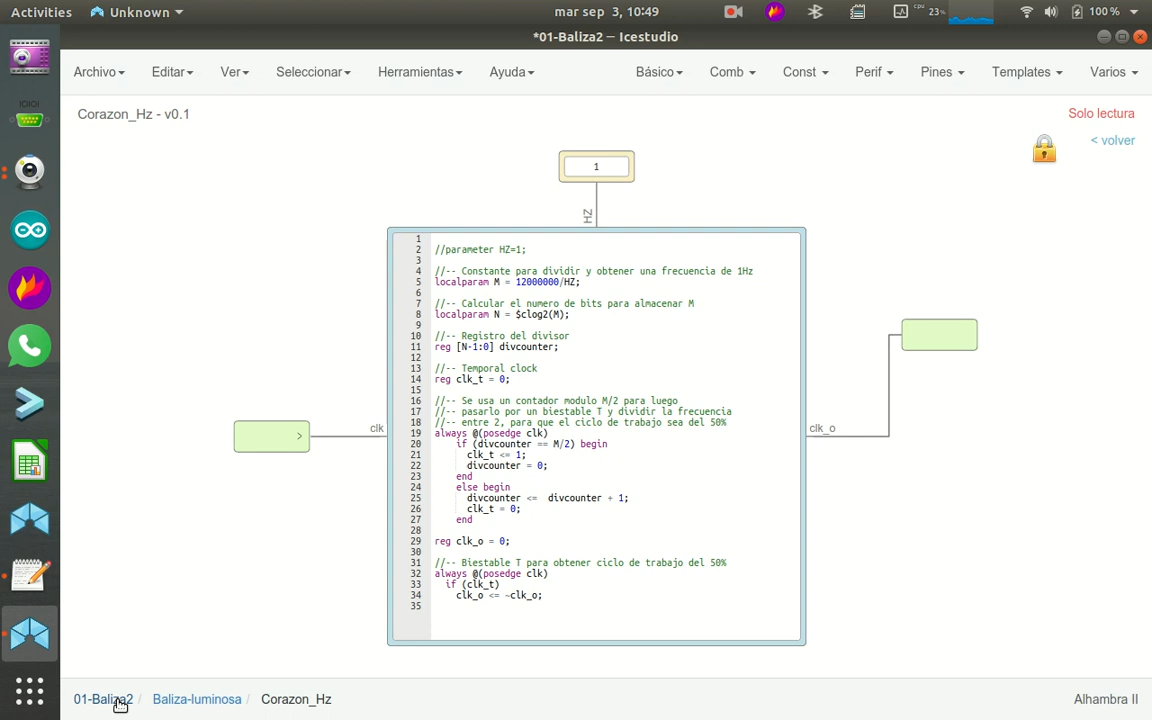 Activities Unknown mar sep 3, 10:49 cpu 23% 100 %
*01-Baliza2 – Icestudio
Archivo Editar Ver Seleccionar Herramientas Ayuda Básico Comb Const Perif Pines Templates Varios
Corazon_Hz - v0.1 Solo lectura
< volver
1
HZ
1
2 //parameter HZ=1;
3
4 //-- Constante para dividir y obtener una frecuencia de 1Hz
5 localparam M = 12000000/HZ;
6
7 //-- Calcular el numero de bits para almacenar M
8 localparam N = $clog2(M);
9
10 //-- Registro del divisor
11 reg [N-1:0] divcounter;
12
13 //-- Temporal clock
14 reg clk_t = 0;
15
16 //-- Se usa un contador modulo M/2 para luego
17 //-- pasarlo por un biestable T y dividir la frecuencia
18 //-- entre 2, para que el ciclo de trabajo sea del 50%
19 always @(posedge clk)
20 if (divcounter == M/2) begin
21 clk_t <= 1;
22 divcounter = 0;
23 end
24 else begin
25 divcounter <=  divcounter + 1;
26 clk_t = 0;
27 end
28
29 reg clk_o = 0;
30
31 //-- Biestable T para obtener ciclo de trabajo del 50%
32 always @(posedge clk)
33 if (clk_t)
34 clk_o <= ~clk_o;
35
clk
clk_o
01-Baliza2 / Baliza-luminosa / Corazon_Hz Alhambra II